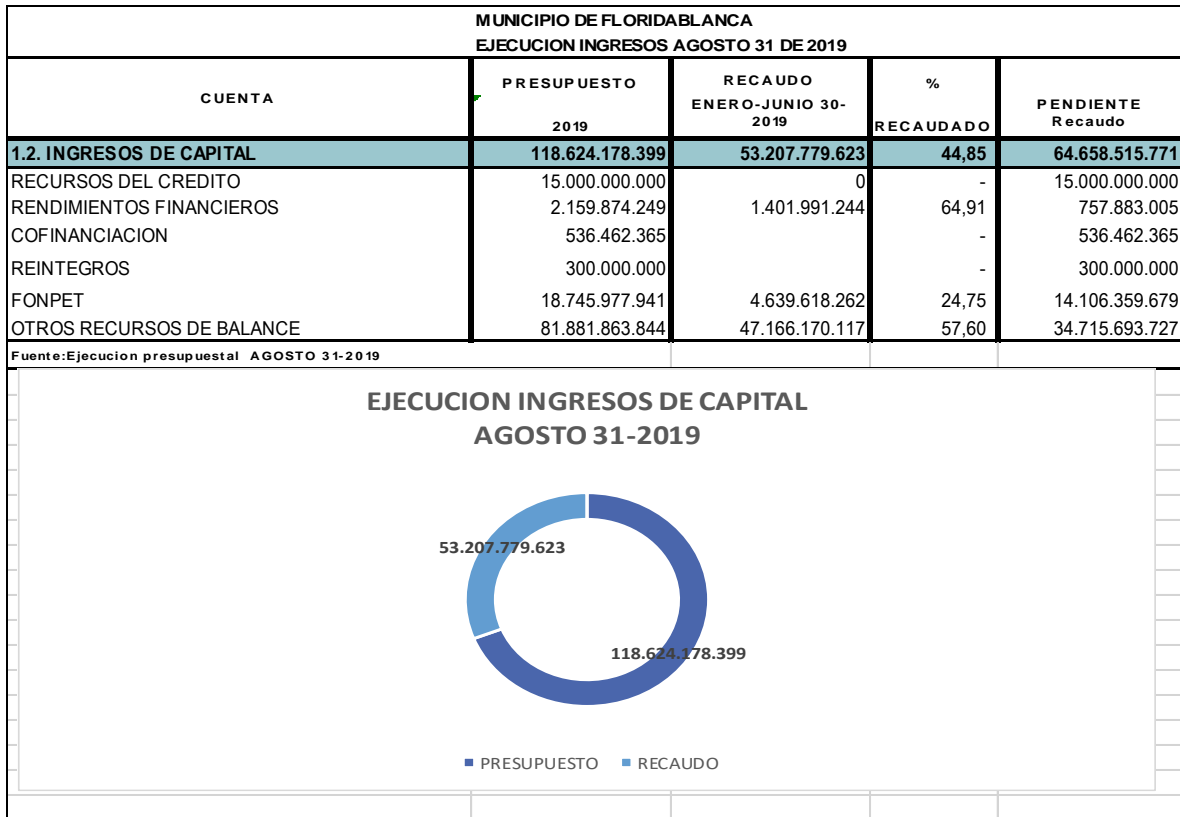 MUNICIPIO DE FLORIDABLANCA
EJECUCION INGRESOS AGOSTO 31 DE 2019
CUENTA PRESUPUESTO 2019 RECAUDO ENERO-JUNIO 30-2019 % RECAUDADO PENDIENTE Recaudo
1.2. INGRESOS DE CAPITAL 118.624.178.399 53.207.779.623 44,85 64.658.515.771
RECURSOS DEL CREDITO 15.000.000.000 0 - 15.000.000.000
RENDIMIENTOS FINANCIEROS 2.159.874.249 1.401.991.244 64,91 757.883.005
COFINANCIACION 536.462.365 - 536.462.365
REINTEGROS 300.000.000 - 300.000.000
FONPET 18.745.977.941 4.639.618.262 24,75 14.106.359.679
OTROS RECURSOS DE BALANCE 81.881.863.844 47.166.170.117 57,60 34.715.693.727
Fuente:Ejecucion presupuestal AGOSTO 31-2019
EJECUCION INGRESOS DE CAPITAL
AGOSTO 31-2019
53.207.779.623
118.624.178.399
PRESUPUESTO RECAUDO